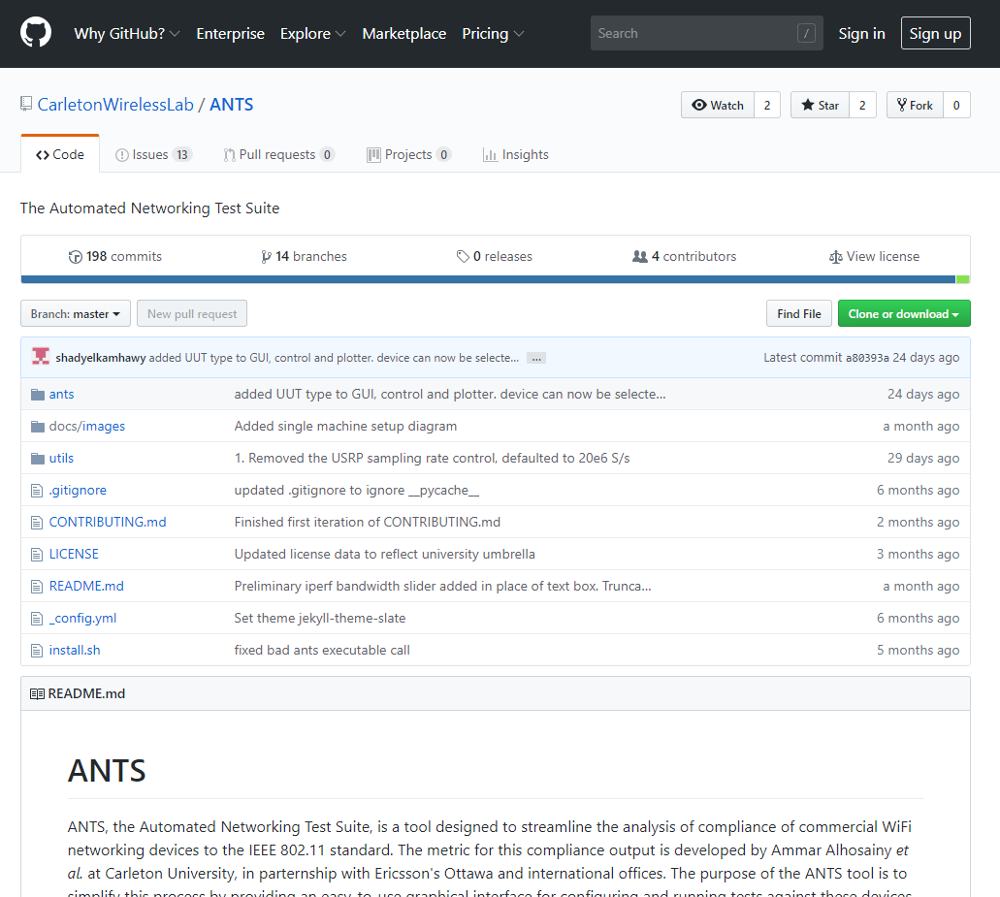 Why GitHub? Enterprise Explore Marketplace Pricing Search / Sign in Sign up
CarletonWirelessLab / ANTS Watch 2 Star 2 Fork 0
Code Issues 13 Pull requests 0 Projects 0 Insights
The Automated Networking Test Suite
198 commits 14 branches 0 releases 4 contributors View license
Branch: master New pull request Find File Clone or download
shadyelkamhawy added UUT type to GUI, control and plotter. device can now be selecte... … Latest commit a80393a 24 days ago
ants added UUT type to GUI, control and plotter. device can now be selecte... 24 days ago
docs/images Added single machine setup diagram a month ago
utils 1. Removed the USRP sampling rate control, defaulted to 20e6 S/s 29 days ago
.gitignore updated .gitignore to ignore __pycache__ 6 months ago
CONTRIBUTING.md Finished first iteration of CONTRIBUTING.md 2 months ago
LICENSE Updated license data to reflect university umbrella 3 months ago
README.md Preliminary iperf bandwidth slider added in place of text box. Trunca... a month ago
_config.yml Set theme jekyll-theme-slate 6 months ago
install.sh fixed bad ants executable call 5 months ago
README.md
ANTS
ANTS, the Automated Networking Test Suite, is a tool designed to streamline the analysis of compliance of commercial WiFi
networking devices to the IEEE 802.11 standard. The metric for this compliance output is developed by Ammar Alhosainy et
al. at Carleton University, in parternship with Ericsson's Ottawa and international offices. The purpose of the ANTS tool is to
simplify this process by providing an easy-to-use graphical interface for configuring and running tests against these devices